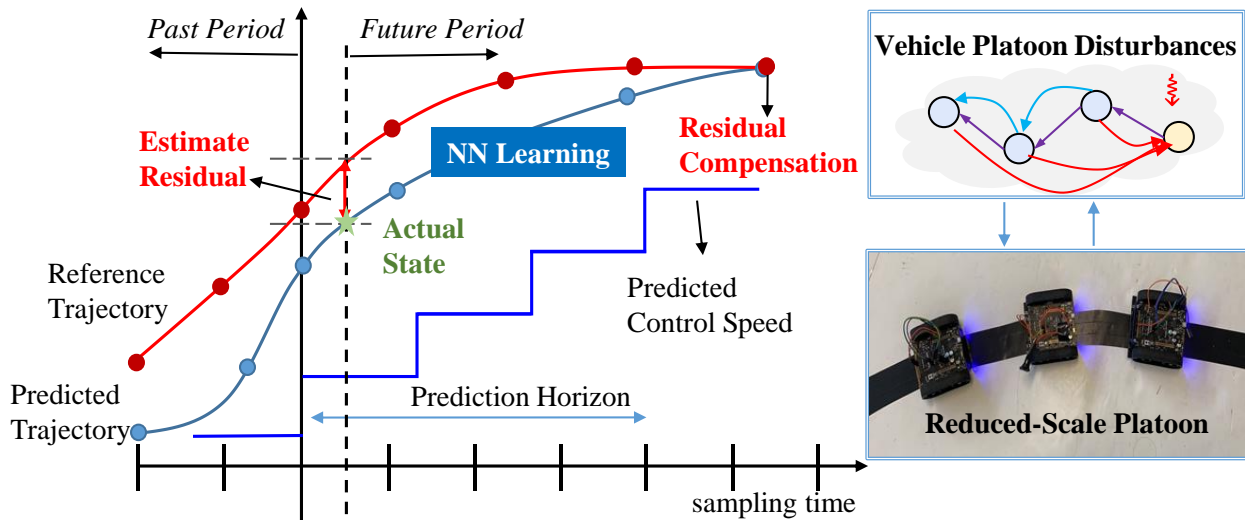 Past Period
Future Period
Estimate
Residual
NN Learning
Residual
Compensation
Actual
State
Reference
Trajectory
Predicted
Control Speed
Predicted
Trajectory
Prediction Horizon
sampling time
Vehicle Platoon Disturbances
Reduced-Scale Platoon